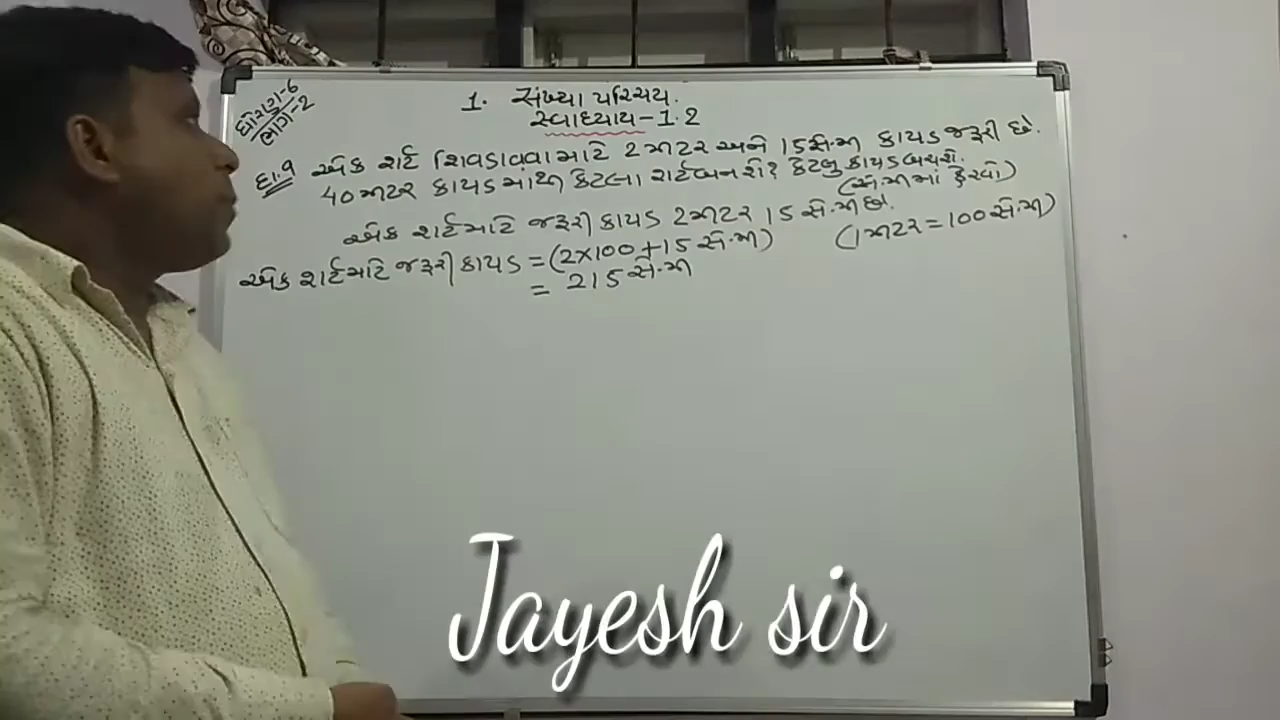 ધોરણ-6
ભાગ-2
1. સંખ્યા પરિચય.
સ્વાધ્યાય-1.2
દા.9 એક શર્ટ શિવડાવવા માટે 2 મીટર અને 15 સે.મી કાપડ જરૂરી છે.
40 મીટર કાપડમાંથી કેટલા શર્ટ બનશે? કેટલુ કાપડ બચશે.
(સે.મી માં ફેરવો)
એક શર્ટ માટે જરૂરી કાપડ 2 મીટર 15 સે.મી છે.
(1 મીટર = 100 સે.મી)
એક શર્ટ માટે જરૂરી કાપડ = (2×100 + 15 સે.મી)
= 215 સે.મી
Jayesh sir